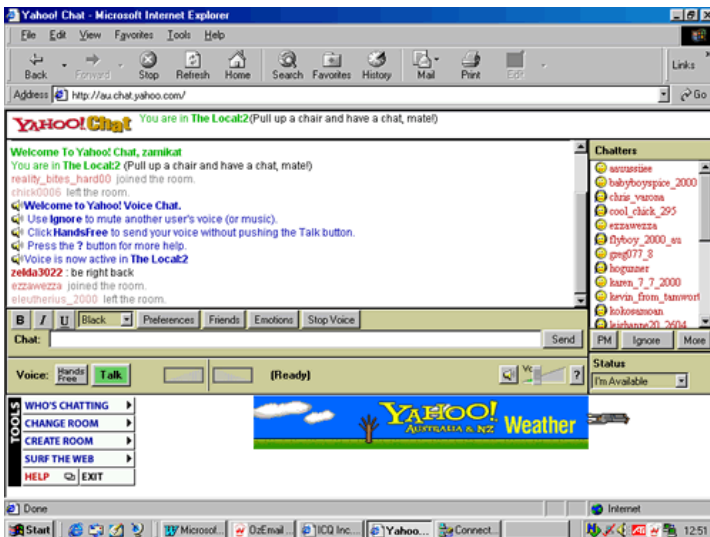 Yahoo! Chat - Microsoft Internet Explorer
File Edit View Favorites Tools Help
Back Forward Stop Refresh Home Search Favorites History Mail Print Edit Links
Address http://au.chat.yahoo.com/ Go
YAHOO! Chat You are in The Local:2(Pull up a chair and have a chat, mate!)
Welcome To Yahoo! Chat, zarnikat
You are in The Local:2 (Pull up a chair and have a chat, mate!)
reality_bites_hard00 joined the room.
chick0006 left the room.
Welcome to Yahoo! Voice Chat.
Use Ignore to mute another user's voice (or music).
Click HandsFree to send your voice without pushing the Talk button.
Press the ? button for more help.
Voice is now active in The Local:2
zelda3022 : be right back
ezzawezza joined the room.
eleutherius_2000 left the room.
Chatters
babyboyspice_2000
chris_varona
cool_chick_295
ezzawezza
flyboy_2000_au
greg077_8
hogunner
karen_7_7_2000
kevin_from_tamwort
kokosamoan
leighanne20_2604
B I U Black Preferences Friends Emotions Stop Voice
Chat: Send
PM Ignore More
Voice: Hands Free Talk (Ready) Vc ?
Status
I'm Available
TOOLS
WHO'S CHATTING
CHANGE ROOM
CREATE ROOM
SURF THE WEB
HELP EXIT
YAHOO! Weather
AUSTRALIA & NZ
Done Internet
Start Microsof... OzEmail ... ICQ Inc... Yahoo... Connect... 12:51